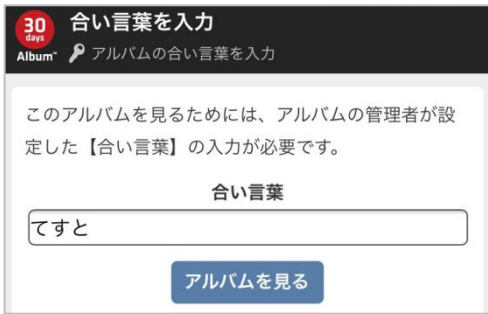 30
days
Album™
合い言葉を入力
アルバムの合い言葉を入力
このアルバムを見るためには、アルバムの管理者が設
定した【合い言葉】の入力が必要です。
合い言葉
てすと
アルバムを見る